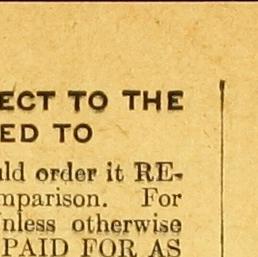 ECT TO THE
ED TO
uld order it RE-
mparison. For
nless otherwise
PAID FOR AS